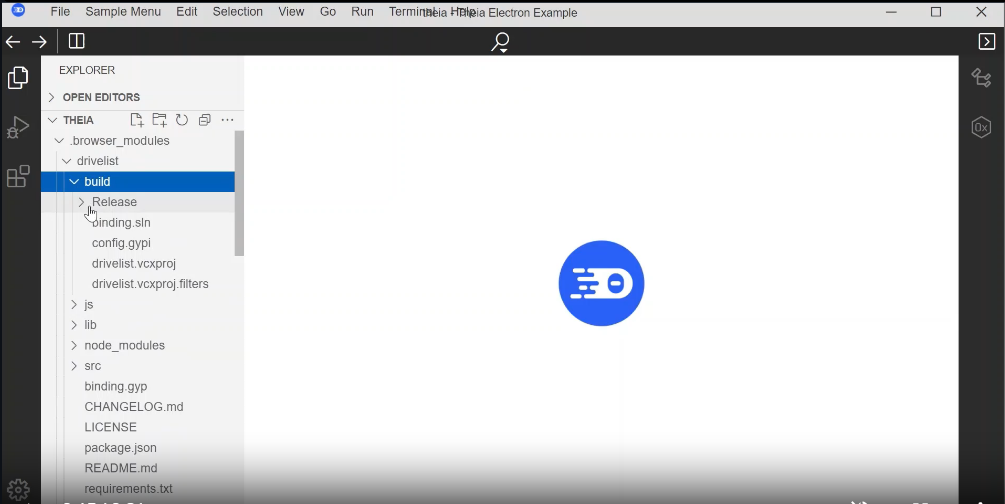 File Sample Menu Edit Selection View Go Run Terminal Help theia - Theia Electron Example
EXPLORER
OPEN EDITORS
THEIA
.browser_modules
drivelist
build
Release
binding.sln
config.gypi
drivelist.vcxproj
drivelist.vcxproj.filters
js
lib
node_modules
src
binding.gyp
CHANGELOG.md
LICENSE
package.json
README.md
requirements.txt
0x